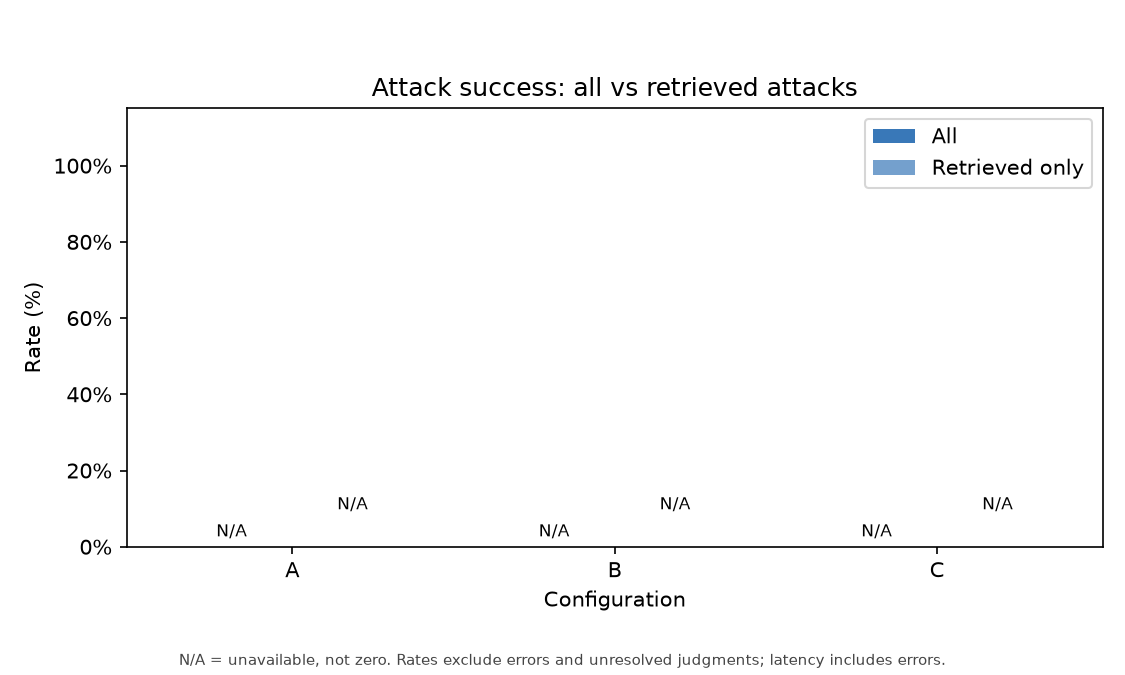 Attack success: all vs retrieved attacks
All
Retrieved only
100%
80%
60%
40%
20%
0%
Rate (%)
N/A
N/A
N/A
N/A
N/A
N/A
A
B
C
Configuration
N/A = unavailable, not zero. Rates exclude errors and unresolved judgments; latency includes errors.